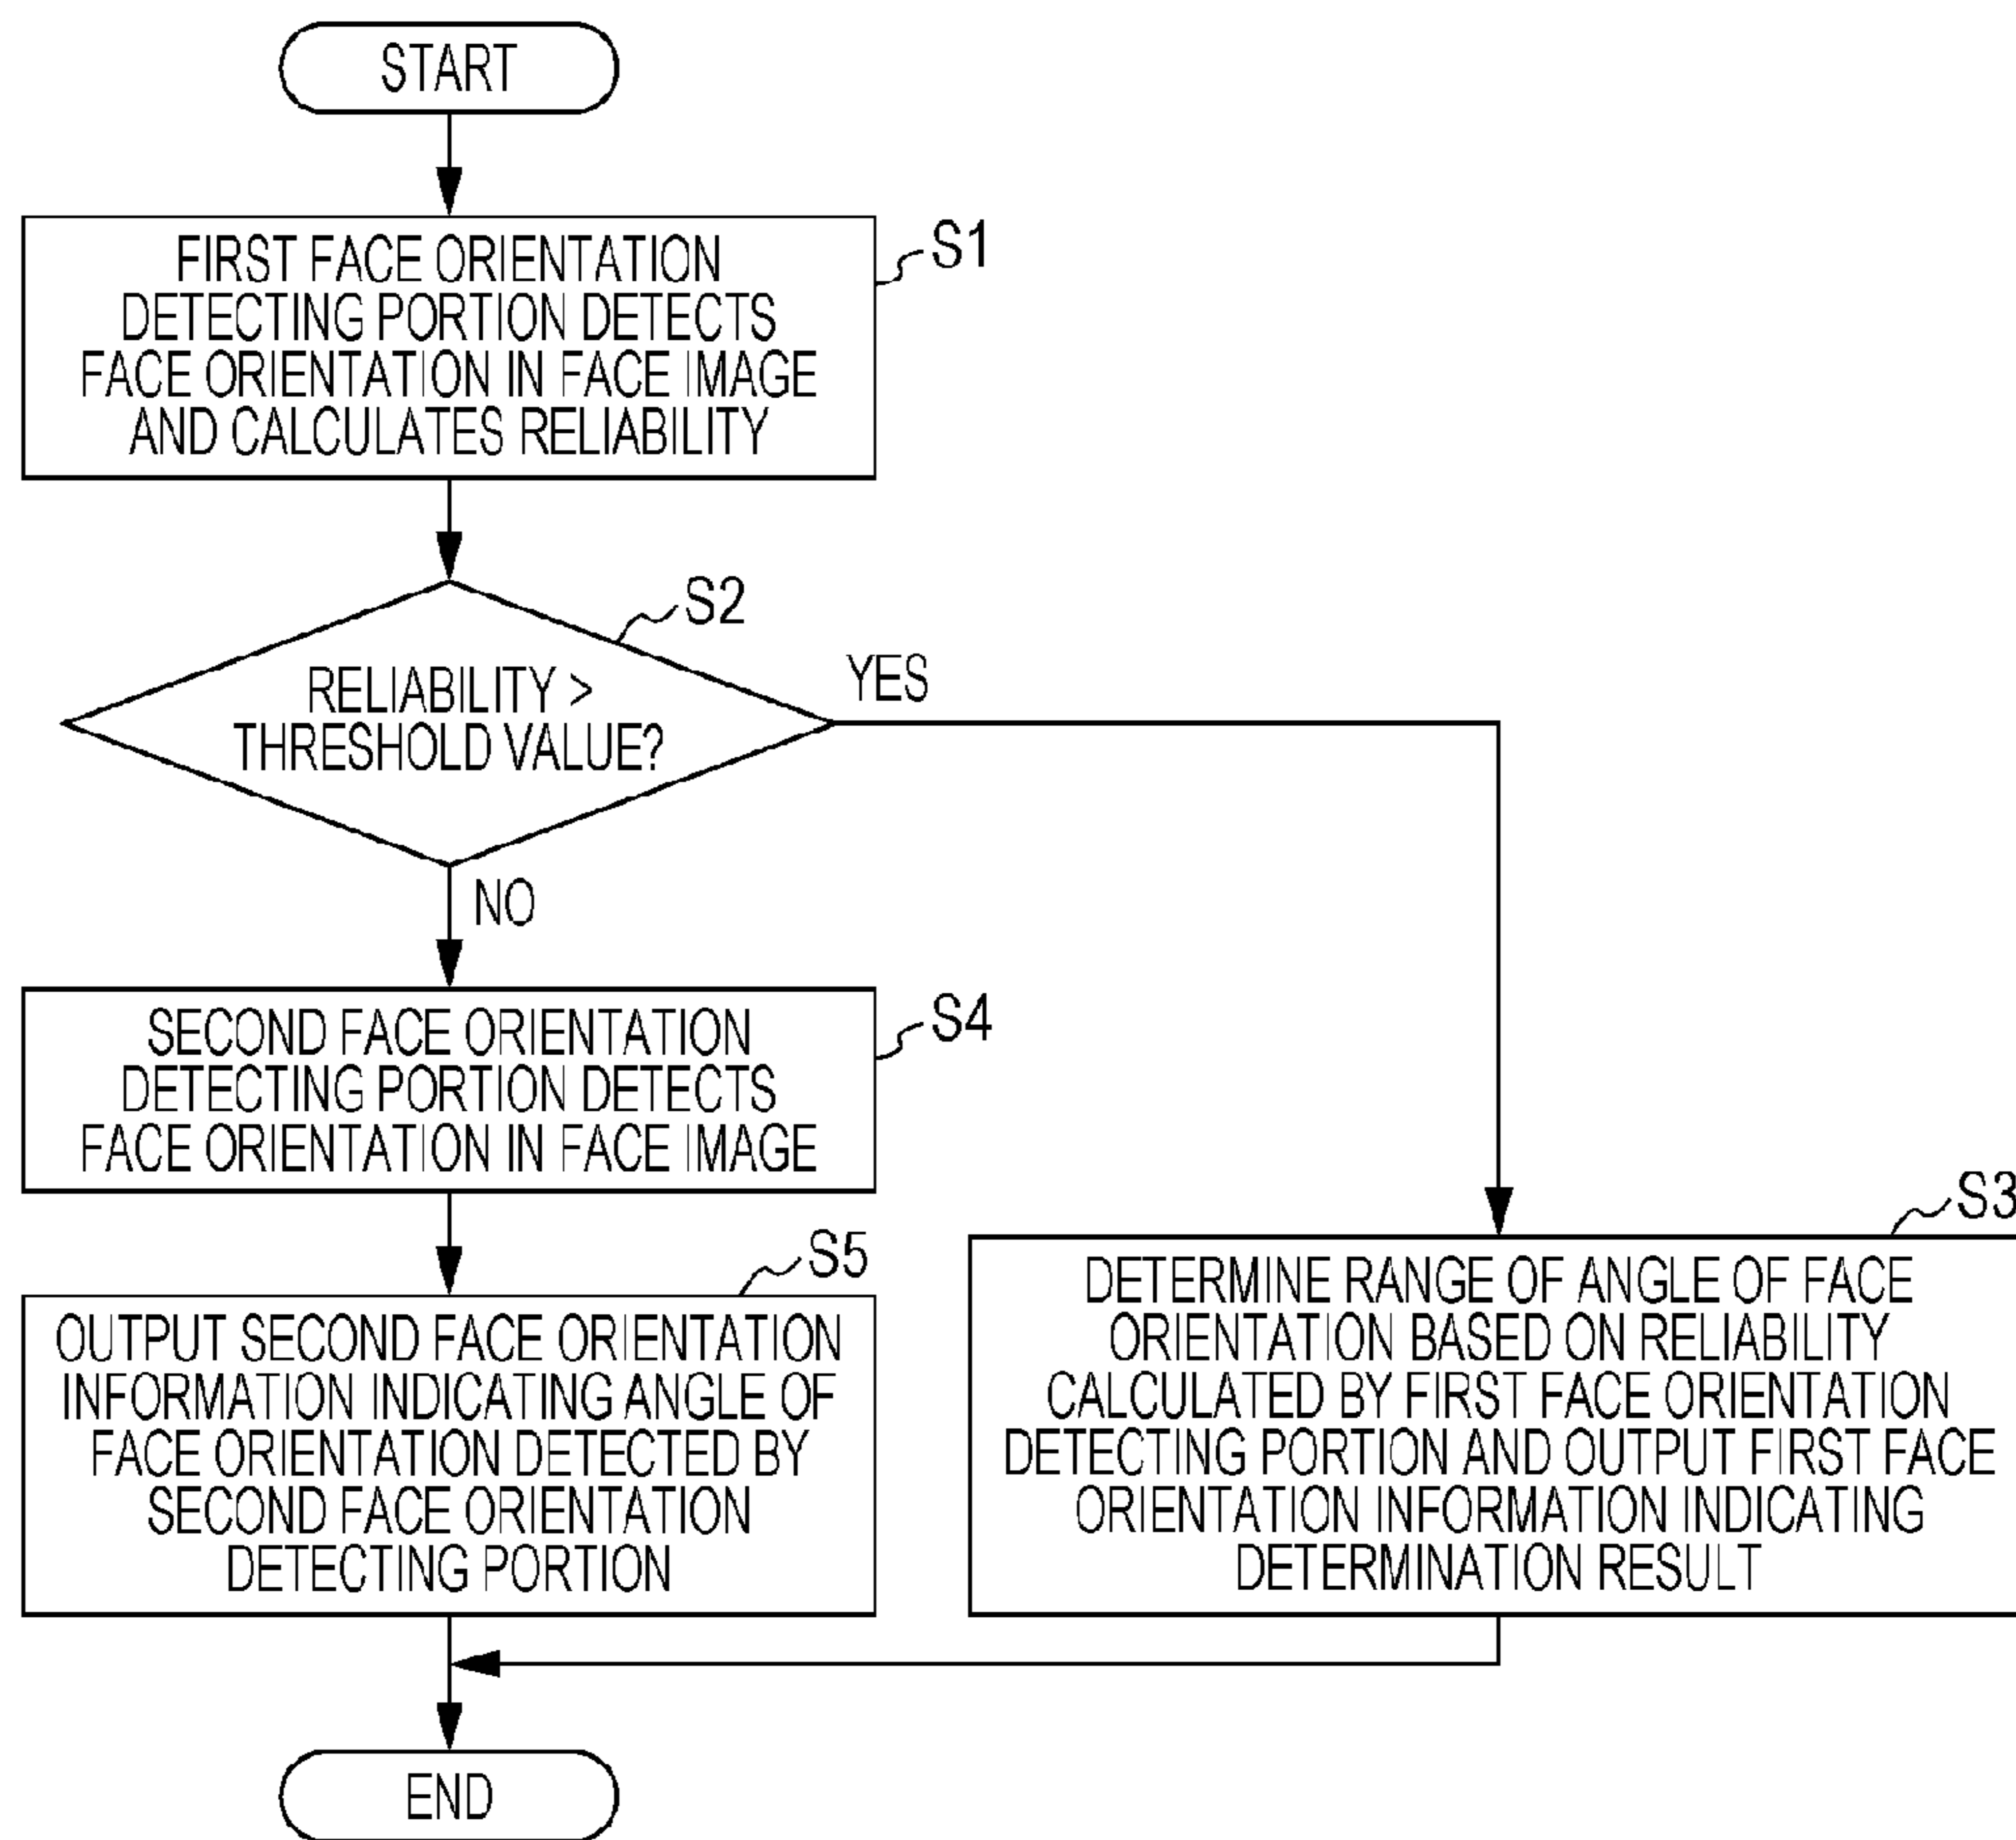 START
FIRST FACE ORIENTATION
DETECTING PORTION DETECTS
FACE ORIENTATION IN FACE IMAGE
AND CALCULATES RELIABILITY
S1
S2
RELIABILITY >
THRESHOLD VALUE?
YES
NO
SECOND FACE ORIENTATION
DETECTING PORTION DETECTS
FACE ORIENTATION IN FACE IMAGE
S4
S5
OUTPUT SECOND FACE ORIENTATION
INFORMATION INDICATING ANGLE OF
FACE ORIENTATION DETECTED BY
SECOND FACE ORIENTATION
DETECTING PORTION
S3
DETERMINE RANGE OF ANGLE OF FACE
ORIENTATION BASED ON RELIABILITY
CALCULATED BY FIRST FACE ORIENTATION
DETECTING PORTION AND OUTPUT FIRST FACE
ORIENTATION INFORMATION INDICATING
DETERMINATION RESULT
END